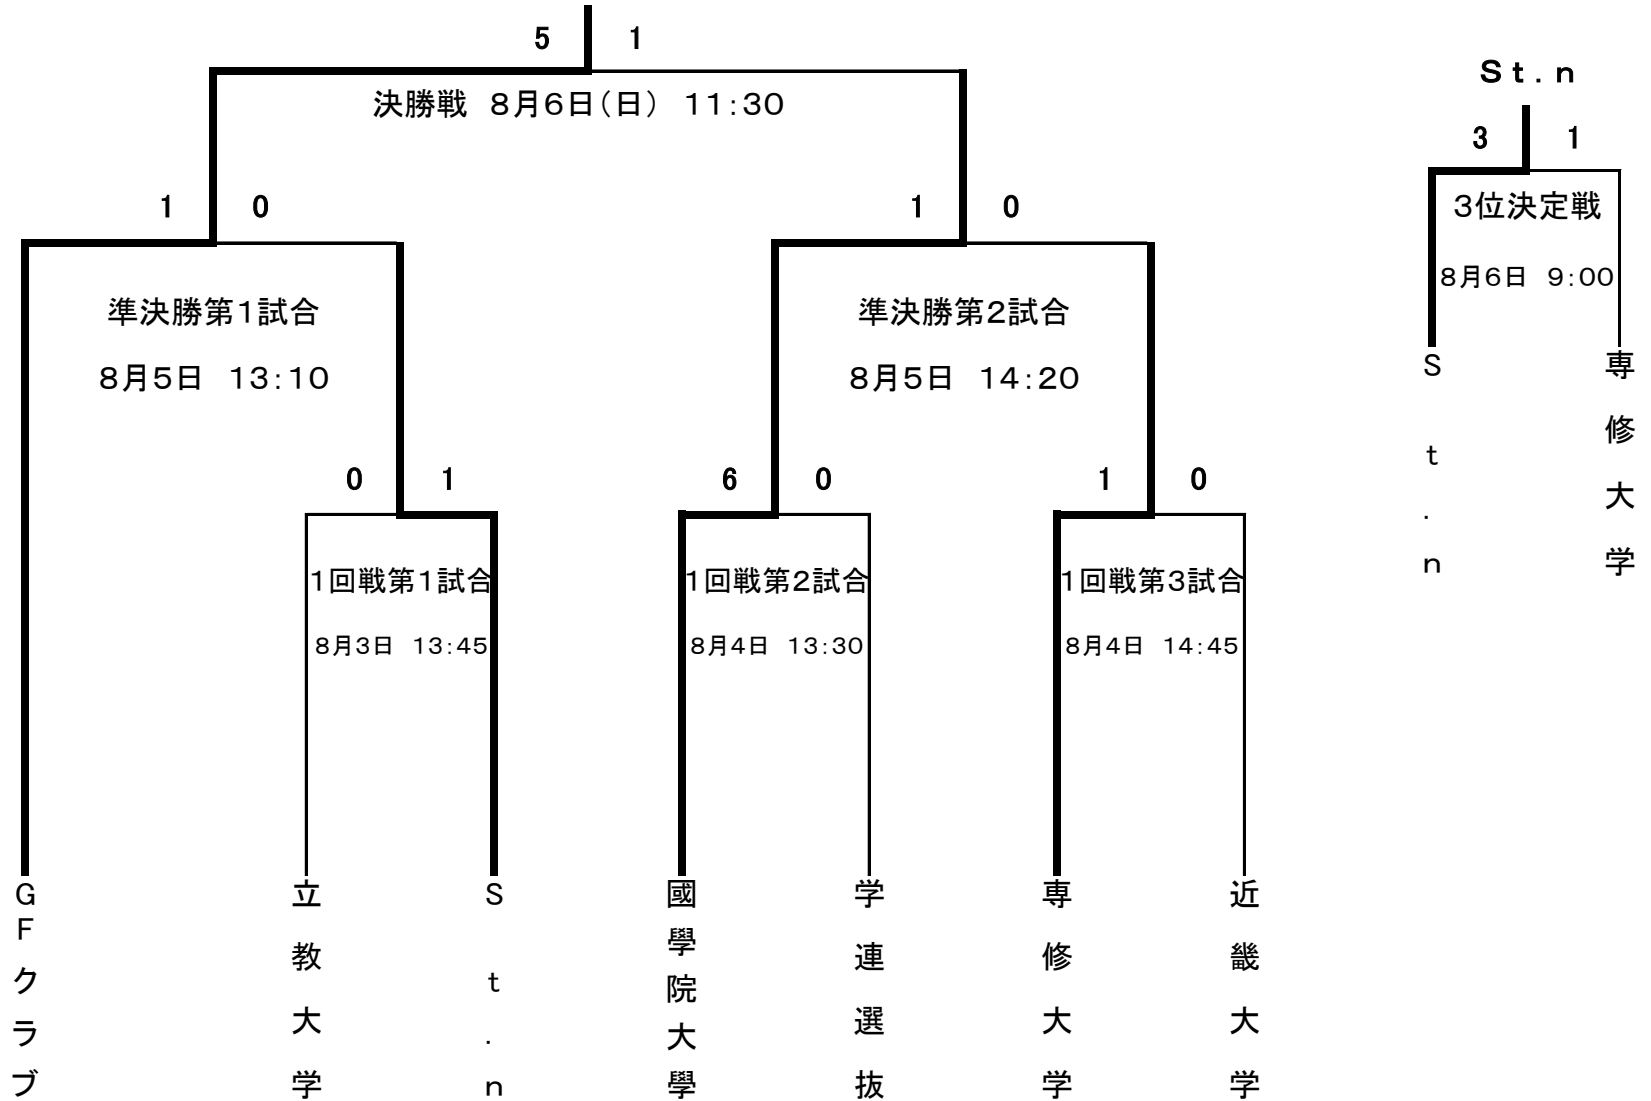 5 1
決勝戦 8月6日(日) 11:30
1 0
1 0
準決勝第1試合
8月5日 13:10
準決勝第2試合
8月5日 14:20
0 1
6 0
1 0
1回戦第1試合
8月3日 13:45
1回戦第2試合
8月4日 13:30
1回戦第3試合
8月4日 14:45
GFクラブ
立教大学
St.n
國學院大學
学連選抜
専修大学
近畿大学
St.n
3 1
3位決定戦
8月6日 9:00
St.n
専修大学